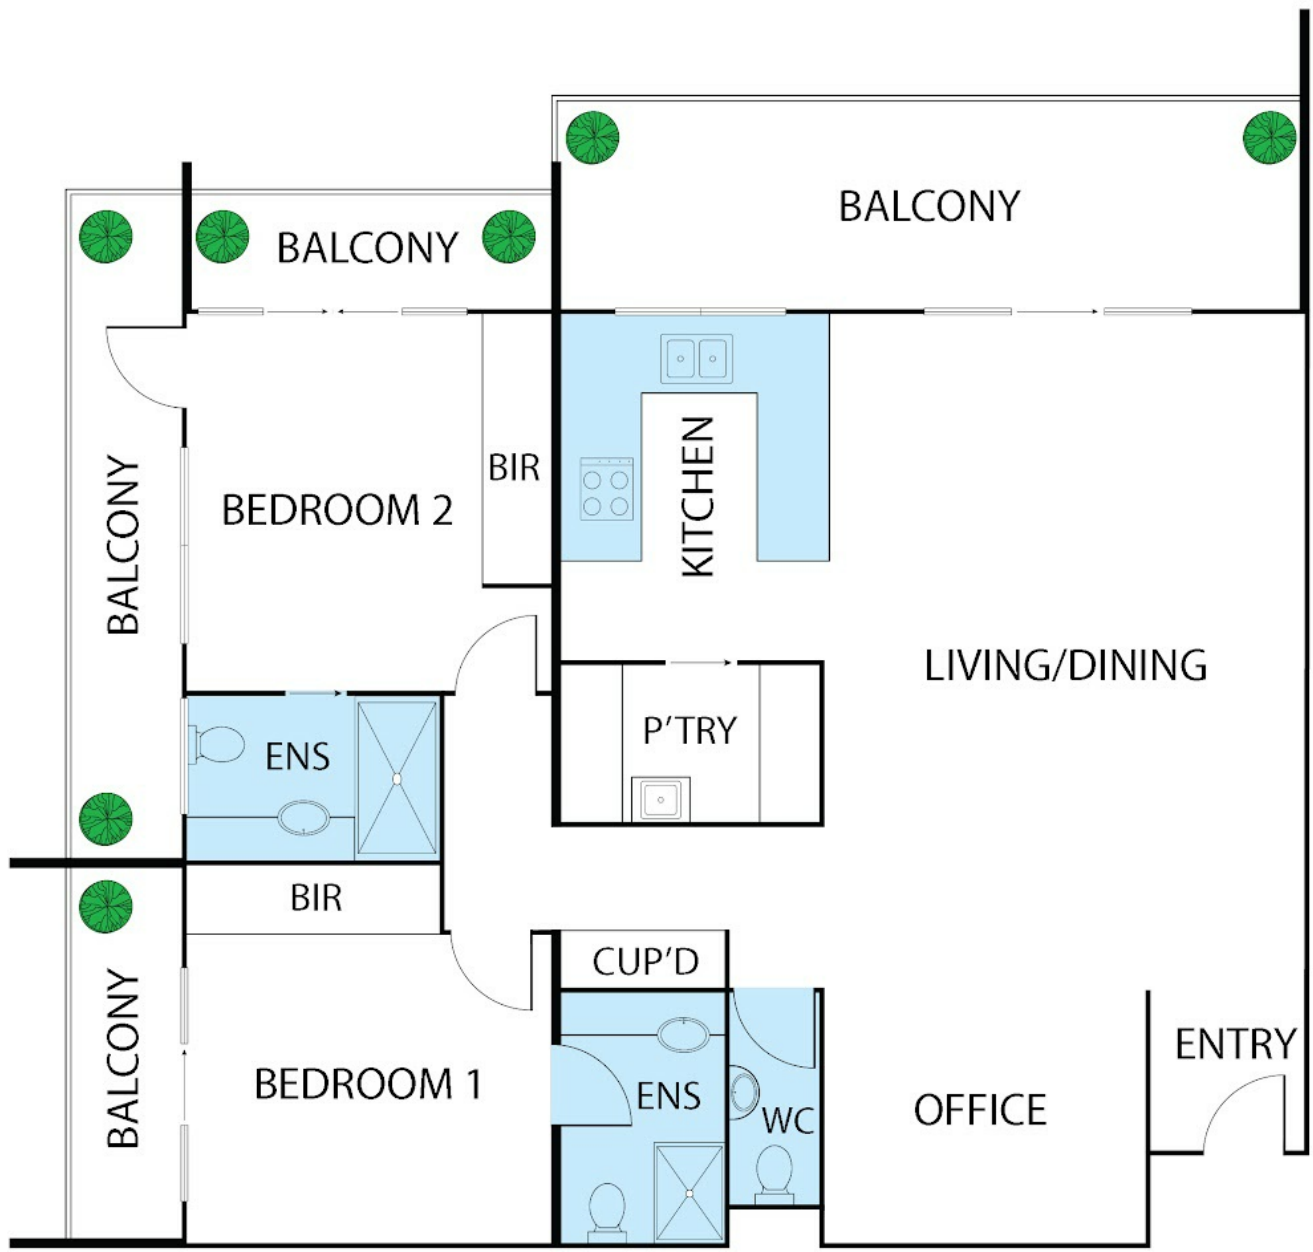 BALCONY
BALCONY
BIR
BEDROOM 2
KITCHEN
BALCONY
LIVING/DINING
P'TRY
ENS
BIR
CUP'D
BALCONY
ENTRY
BEDROOM 1
ENS
OFFICE
WC